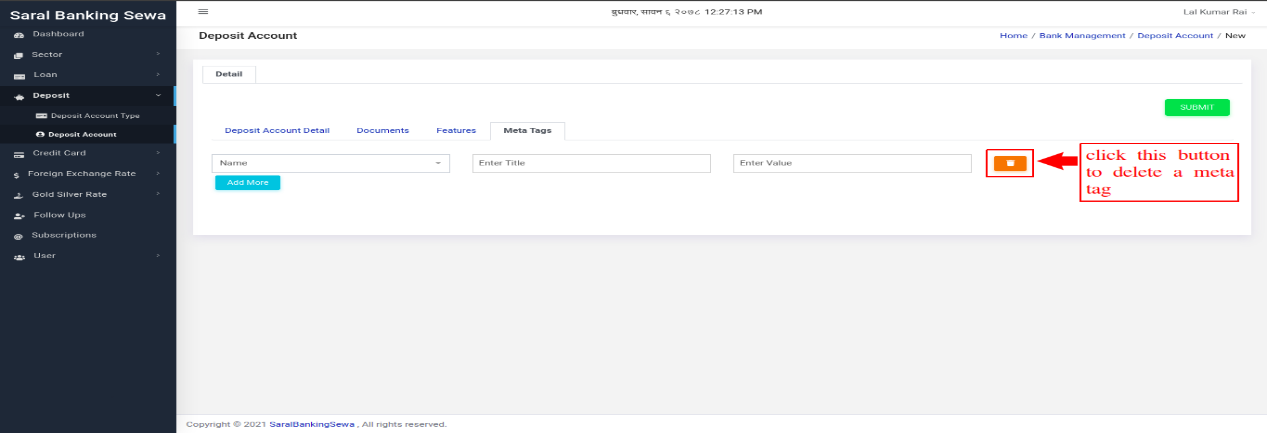 Saral Banking Sewa
बुधवार, सावन ६ २०७८ 12:27:13 PM
Lal Kumar Rai
Dashboard
Sector
Loan
Deposit
Deposit Account Type
Deposit Account
Credit Card
Foreign Exchange Rate
Gold Silver Rate
Follow Ups
Subscriptions
User
Deposit Account
Home / Bank Management / Deposit Account / New
Detail
SUBMIT
Deposit Account Detail Documents Features Meta Tags
Name Enter Title Enter Value
Add More
click this button
to delete a meta
tag
Copyright © 2021 SaralBankingSewa , All rights reserved.